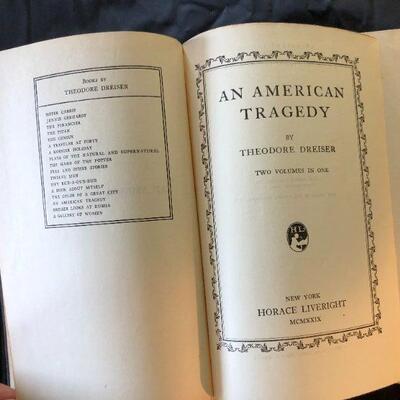 BOOKS BY
THEODORE DREISER
SISTER CARRIE
JENNIE GERHARDT
THE FINANCIER
THE TITAN
THE GENIUS
A TRAVELER AT FORTY
A HOOSIER HOLIDAY
PLAYS OF THE NATURAL AND SUPERNATURAL
THE HAND OF THE POTTER
FREE AND OTHER STORIES
TWELVE MEN
HEY RUB-A-DUB-DUB
A BOOK ABOUT MYSELF
THE COLOR OF A GREAT CITY
AN AMERICAN TRAGEDY
DREISER LOOKS AT RUSSIA
A GALLERY OF WOMEN
AN AMERICAN
TRAGEDY
BY
THEODORE DREISER
TWO VOLUMES IN ONE
HL
NEW YORK
HORACE LIVERIGHT
MCMXXIX